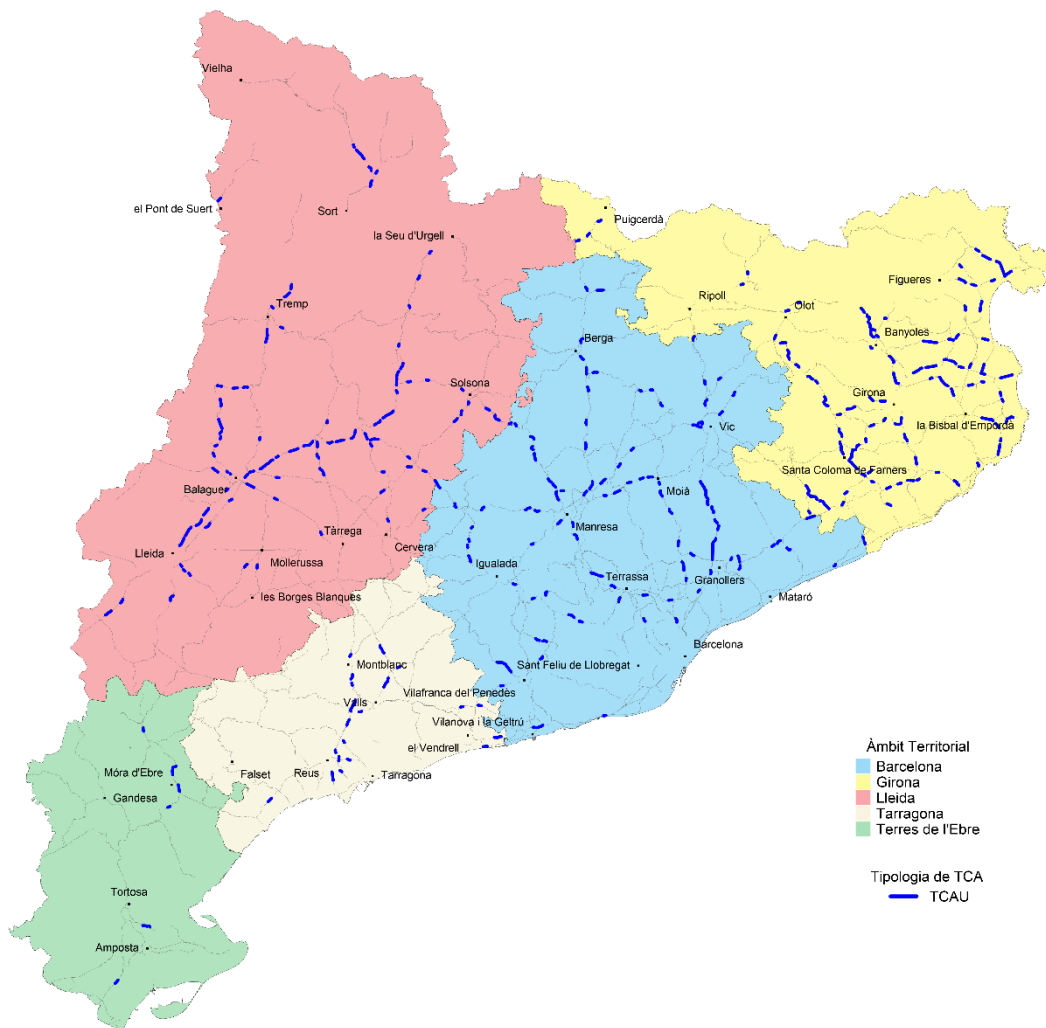 Vielha
el Pont de Suert
Sort
la Seu d'Urgell
Puigcerdà
Figueres
Tremp
Ripoll
Olot
Banyoles
Berga
Solsona
Girona
la Bisbal d'Empordà
Vic
Santa Coloma de Farners
Balaguer
Moià
Manresa
Tàrrega
Cervera
Lleida
Mollerussa
Igualada
Terrassa
Granollers
les Borges Blanques
Mataró
Barcelona
Montblanc
Sant Feliu de Llobregat
Vilafranca del Penedès
Valls
Vilanova i la Geltrú
el Vendrell
Móra d'Ebre
Falset
Reus
Tarragona
Gandesa
Tortosa
Amposta
Àmbit Territorial
Barcelona
Girona
Lleida
Tarragona
Terres de l'Ebre
Tipologia de TCA
TCAU